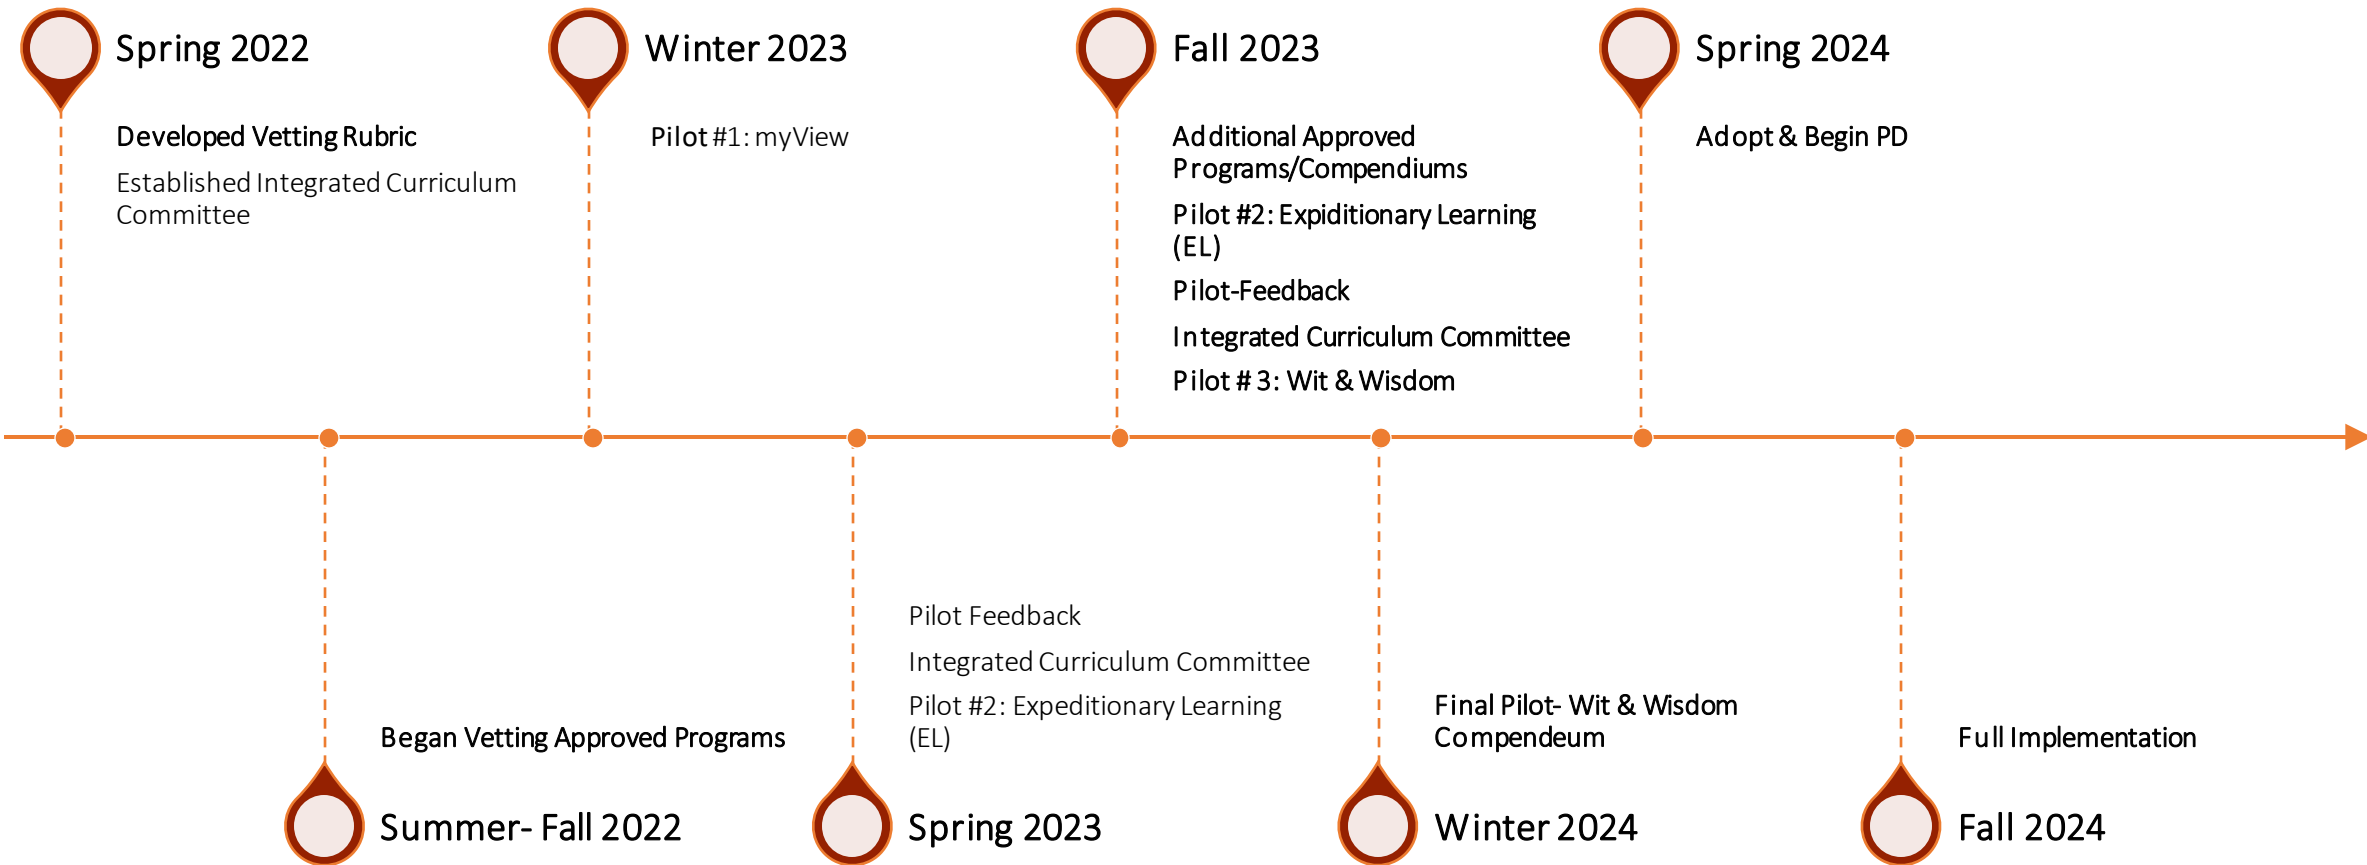 Spring 2022
Developed Vetting Rubric
Established Integrated Curriculum
Committee
Winter 2023
Pilot #1: myView
Fall 2023
Additional Approved
Programs/Compendiums
Pilot #2: Expiditionary Learning
(EL)
Pilot-Feedback
Integrated Curriculum Committee
Pilot # 3: Wit & Wisdom
Spring 2024
Adopt & Begin PD
Began Vetting Approved Programs
Summer- Fall 2022
Pilot Feedback
Integrated Curriculum Committee
Pilot #2: Expeditionary Learning
(EL)
Spring 2023
Final Pilot- Wit & Wisdom
Compendeum
Winter 2024
Full Implementation
Fall 2024